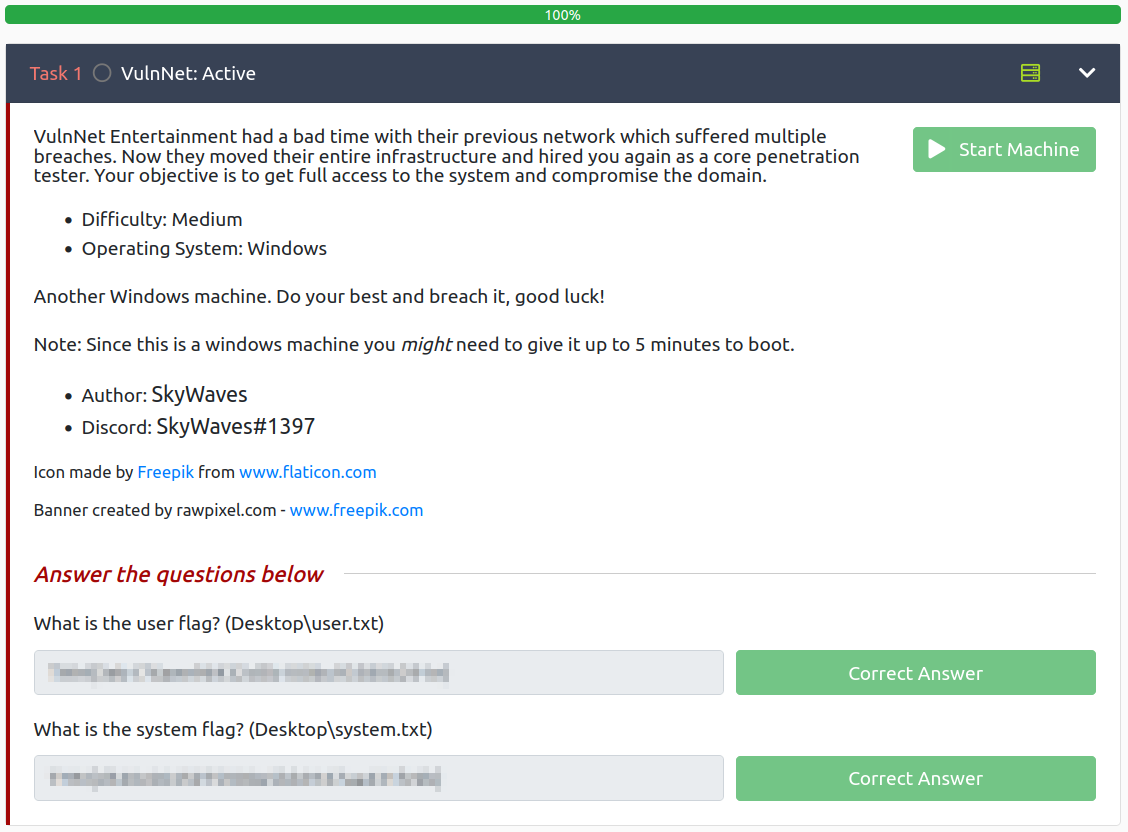 100%
Task 1 VulnNet: Active
VulnNet Entertainment had a bad time with their previous network which suffered multiple
breaches. Now they moved their entire infrastructure and hired you again as a core penetration
tester. Your objective is to get full access to the system and compromise the domain.
Start Machine
• Difficulty: Medium
• Operating System: Windows
Another Windows machine. Do your best and breach it, good luck!
Note: Since this is a windows machine you might need to give it up to 5 minutes to boot.
• Author: SkyWaves
• Discord: SkyWaves#1397
Icon made by Freepik from www.flaticon.com
Banner created by rawpixel.com - www.freepik.com
Answer the questions below
What is the user flag? (Desktop\user.txt)
Correct Answer
What is the system flag? (Desktop\system.txt)
Correct Answer